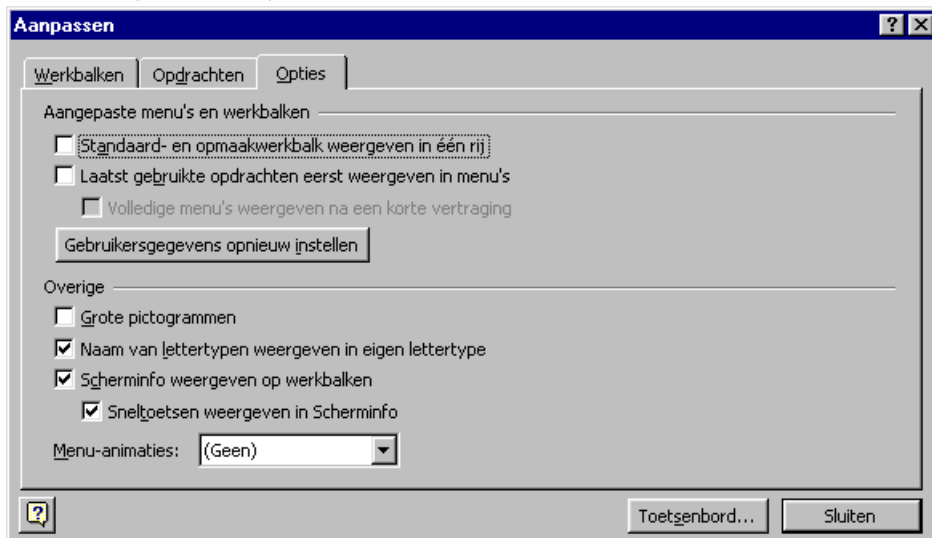 Aanpassen
Werkbalken Opdrachten Opties
Aangepaste menu's en werkbalken
Standaard- en opmaakwerkbalk weergeven in één rij
Laatst gebruikte opdrachten eerst weergeven in menu's
Volledige menu's weergeven na een korte vertraging
Gebruikersgegevens opnieuw instellen
Overige
Grote pictogrammen
Naam van lettertypen weergeven in eigen lettertype
Scherminfo weergeven op werkbalken
Sneltoetsen weergeven in Scherminfo
Menu-animaties: (Geen)
Toetsenbord... Sluiten